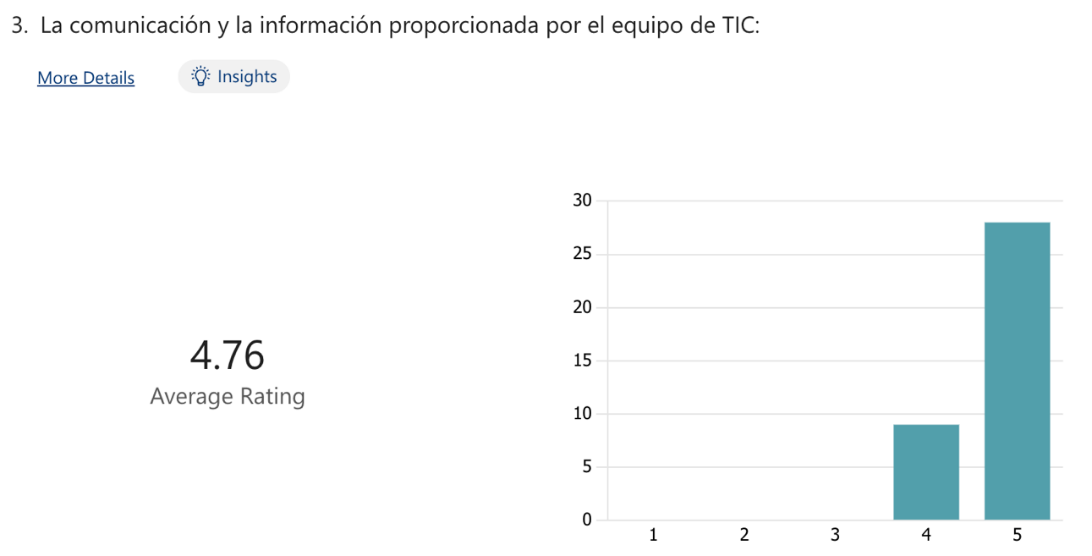 3. La comunicación y la información proporcionada por el equipo de TIC:
More Details
Insights
4.76
Average Rating
30
25
20
15
10
5
0
1 2 3 4 5